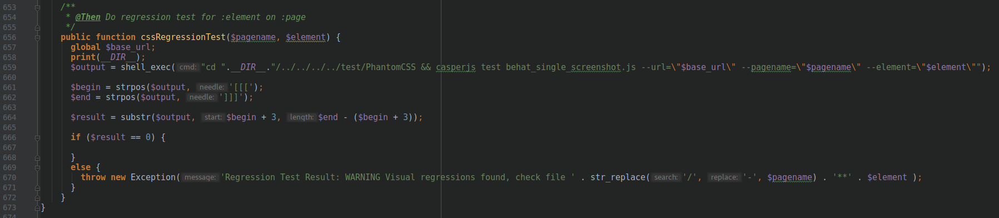 653 /**
654 * @Then Do regression test for :element on :page
655 */
656 public function cssRegressionTest($pagename, $element) {
657 global $base_url;
658 print(__DIR__);
659 $output = shell_exec( cmd: "cd ".__DIR__."/../../../../test/PhantomCSS && casperjs test behat_single_screenshot.js --url=\"$base_url\" --pagename=\"$pagename\" --element=\"$element\"");
660
661 $begin = strpos($output, needle: '[[[');
662 $end = strpos($output, needle: ']]]');
663
664 $result = substr($output, start: $begin + 3, length: $end - ($begin + 3));
665
666 if ($result == 0) {
667
668 }
669 else {
670 throw new Exception( message: 'Regression Test Result: WARNING Visual regressions found, check file ' . str_replace( search: '/', replace: '-', $pagename) . '**' . $element );
671 }
672 }
673 }
674